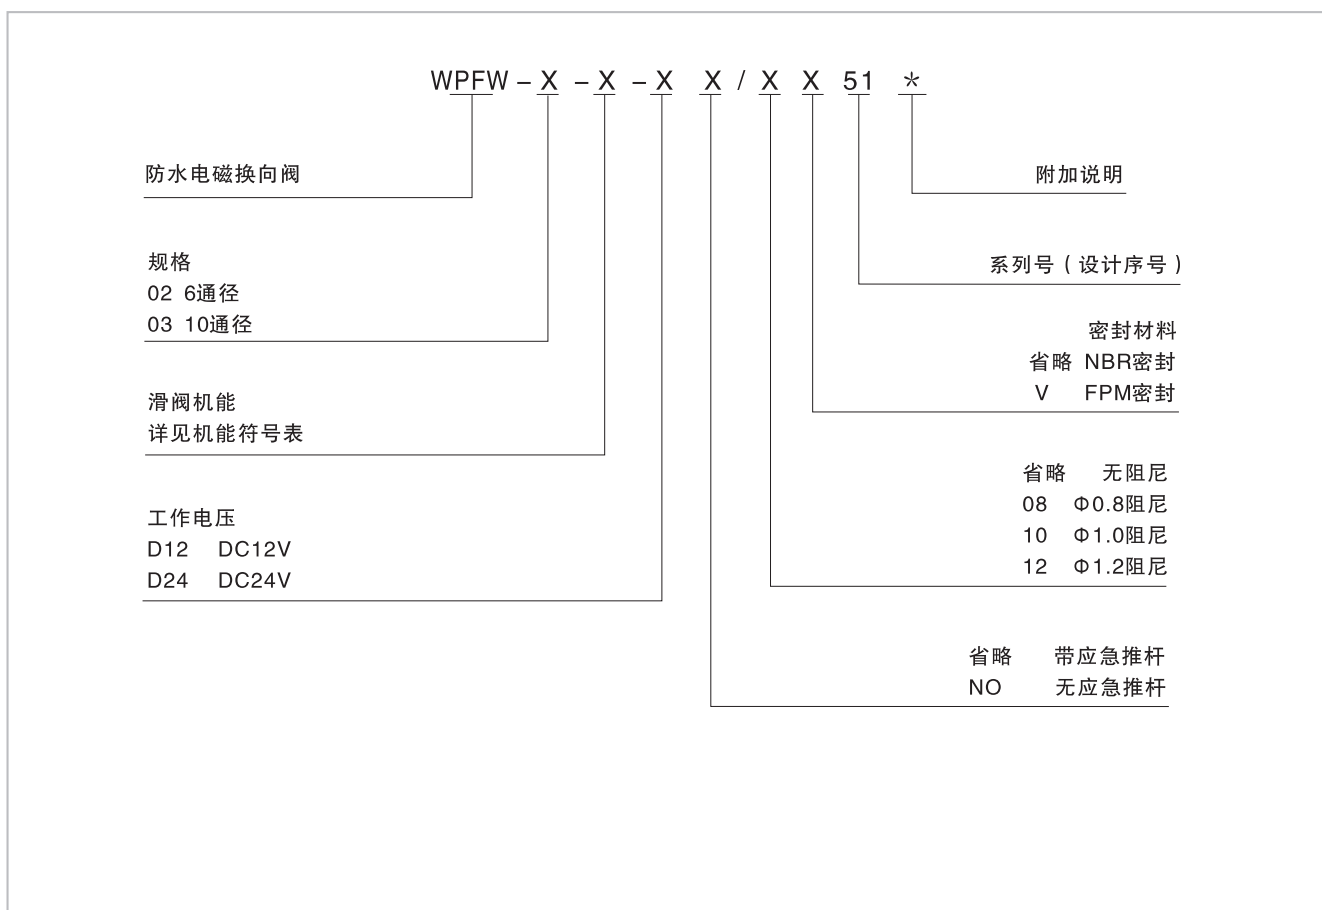 WPFW – X – X – X X / X X 51 *
防水电磁换向阀
规格
02 6通径
03 10通径
滑阀机能
详见机能符号表
工作电压
D12 DC12V
D24 DC24V
附加说明
系列号(设计序号)
密封材料
省略 NBR密封
V FPM密封
省略 无阻尼
08 Φ0.8阻尼
10 Φ1.0阻尼
12 Φ1.2阻尼
省略 带应急推杆
NO 无应急推杆